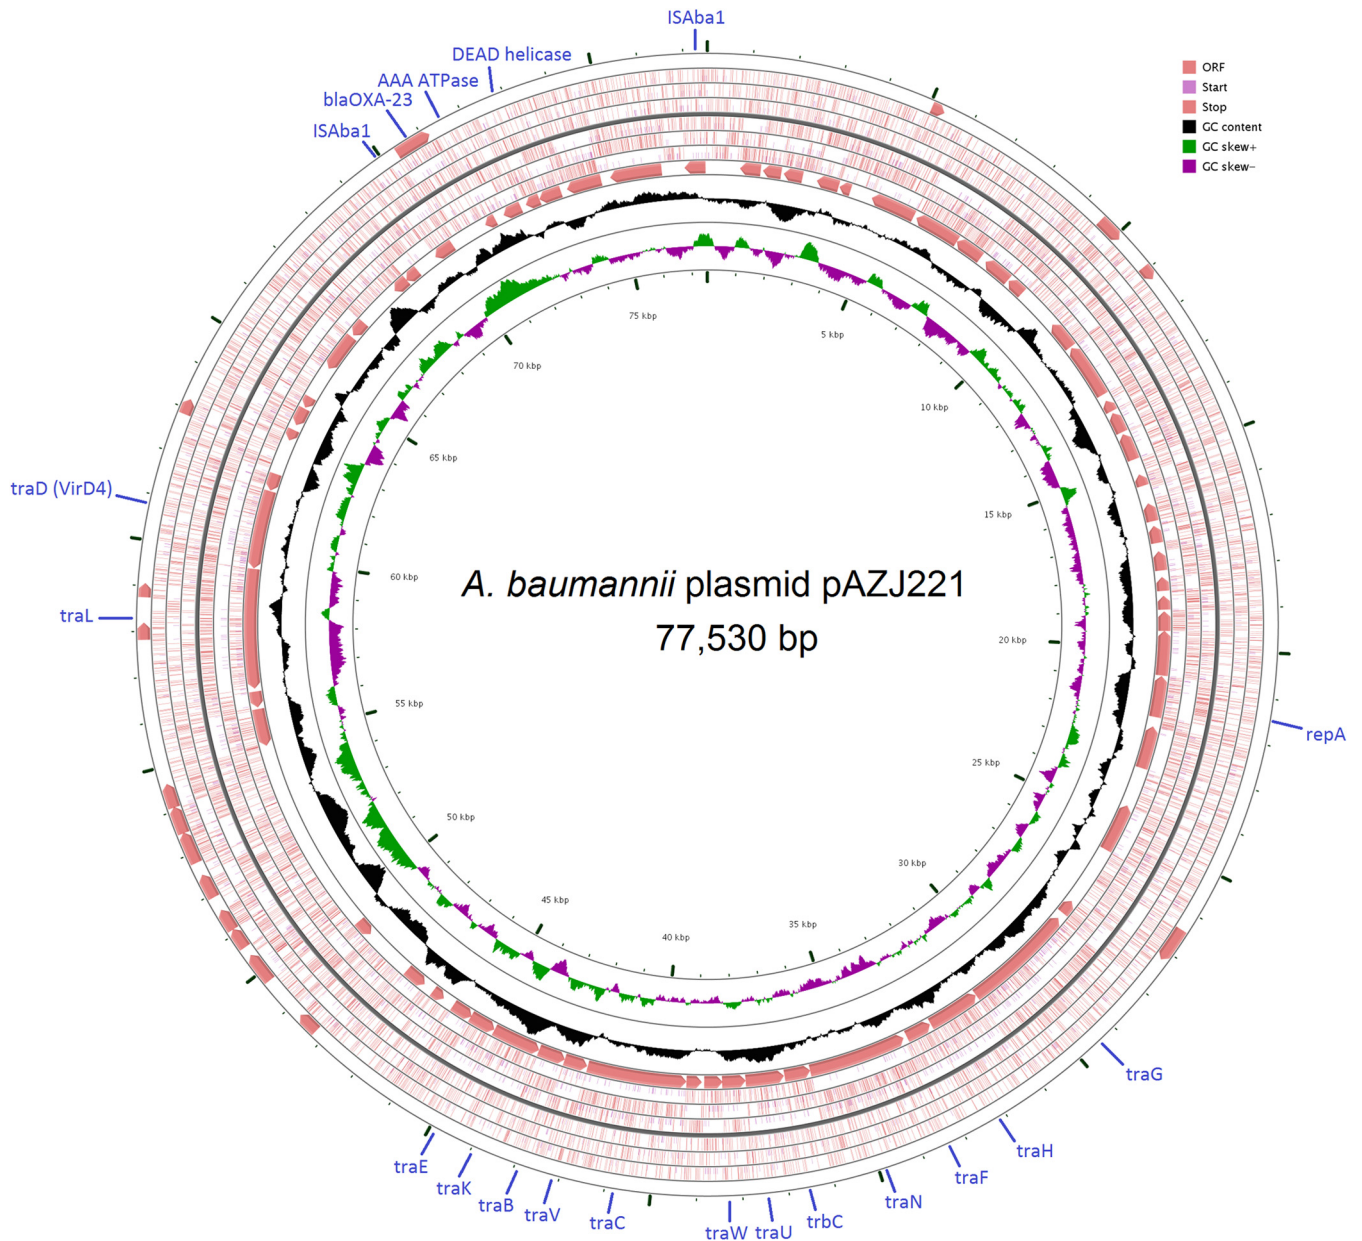 ISAba1
DEAD helicase
AAA ATPase
blaOXA-23
ISAba1
ORF
Start
Stop
GC content
GC skew+
GC skew-
75 kbp
5 kbp
70 kbp
10 kbp
65 kbp
15 kbp
traD (VirD4)
60 kbp
A. baumannii plasmid pAZJ221
77,530 bp
traL
20 kbp
55 kbp
repA
25 kbp
50 kbp
30 kbp
45 kbp
35 kbp
40 kbp
traG
traH
traE
traF
traK
traB
traN
traV
traC
trbC
traW
traU